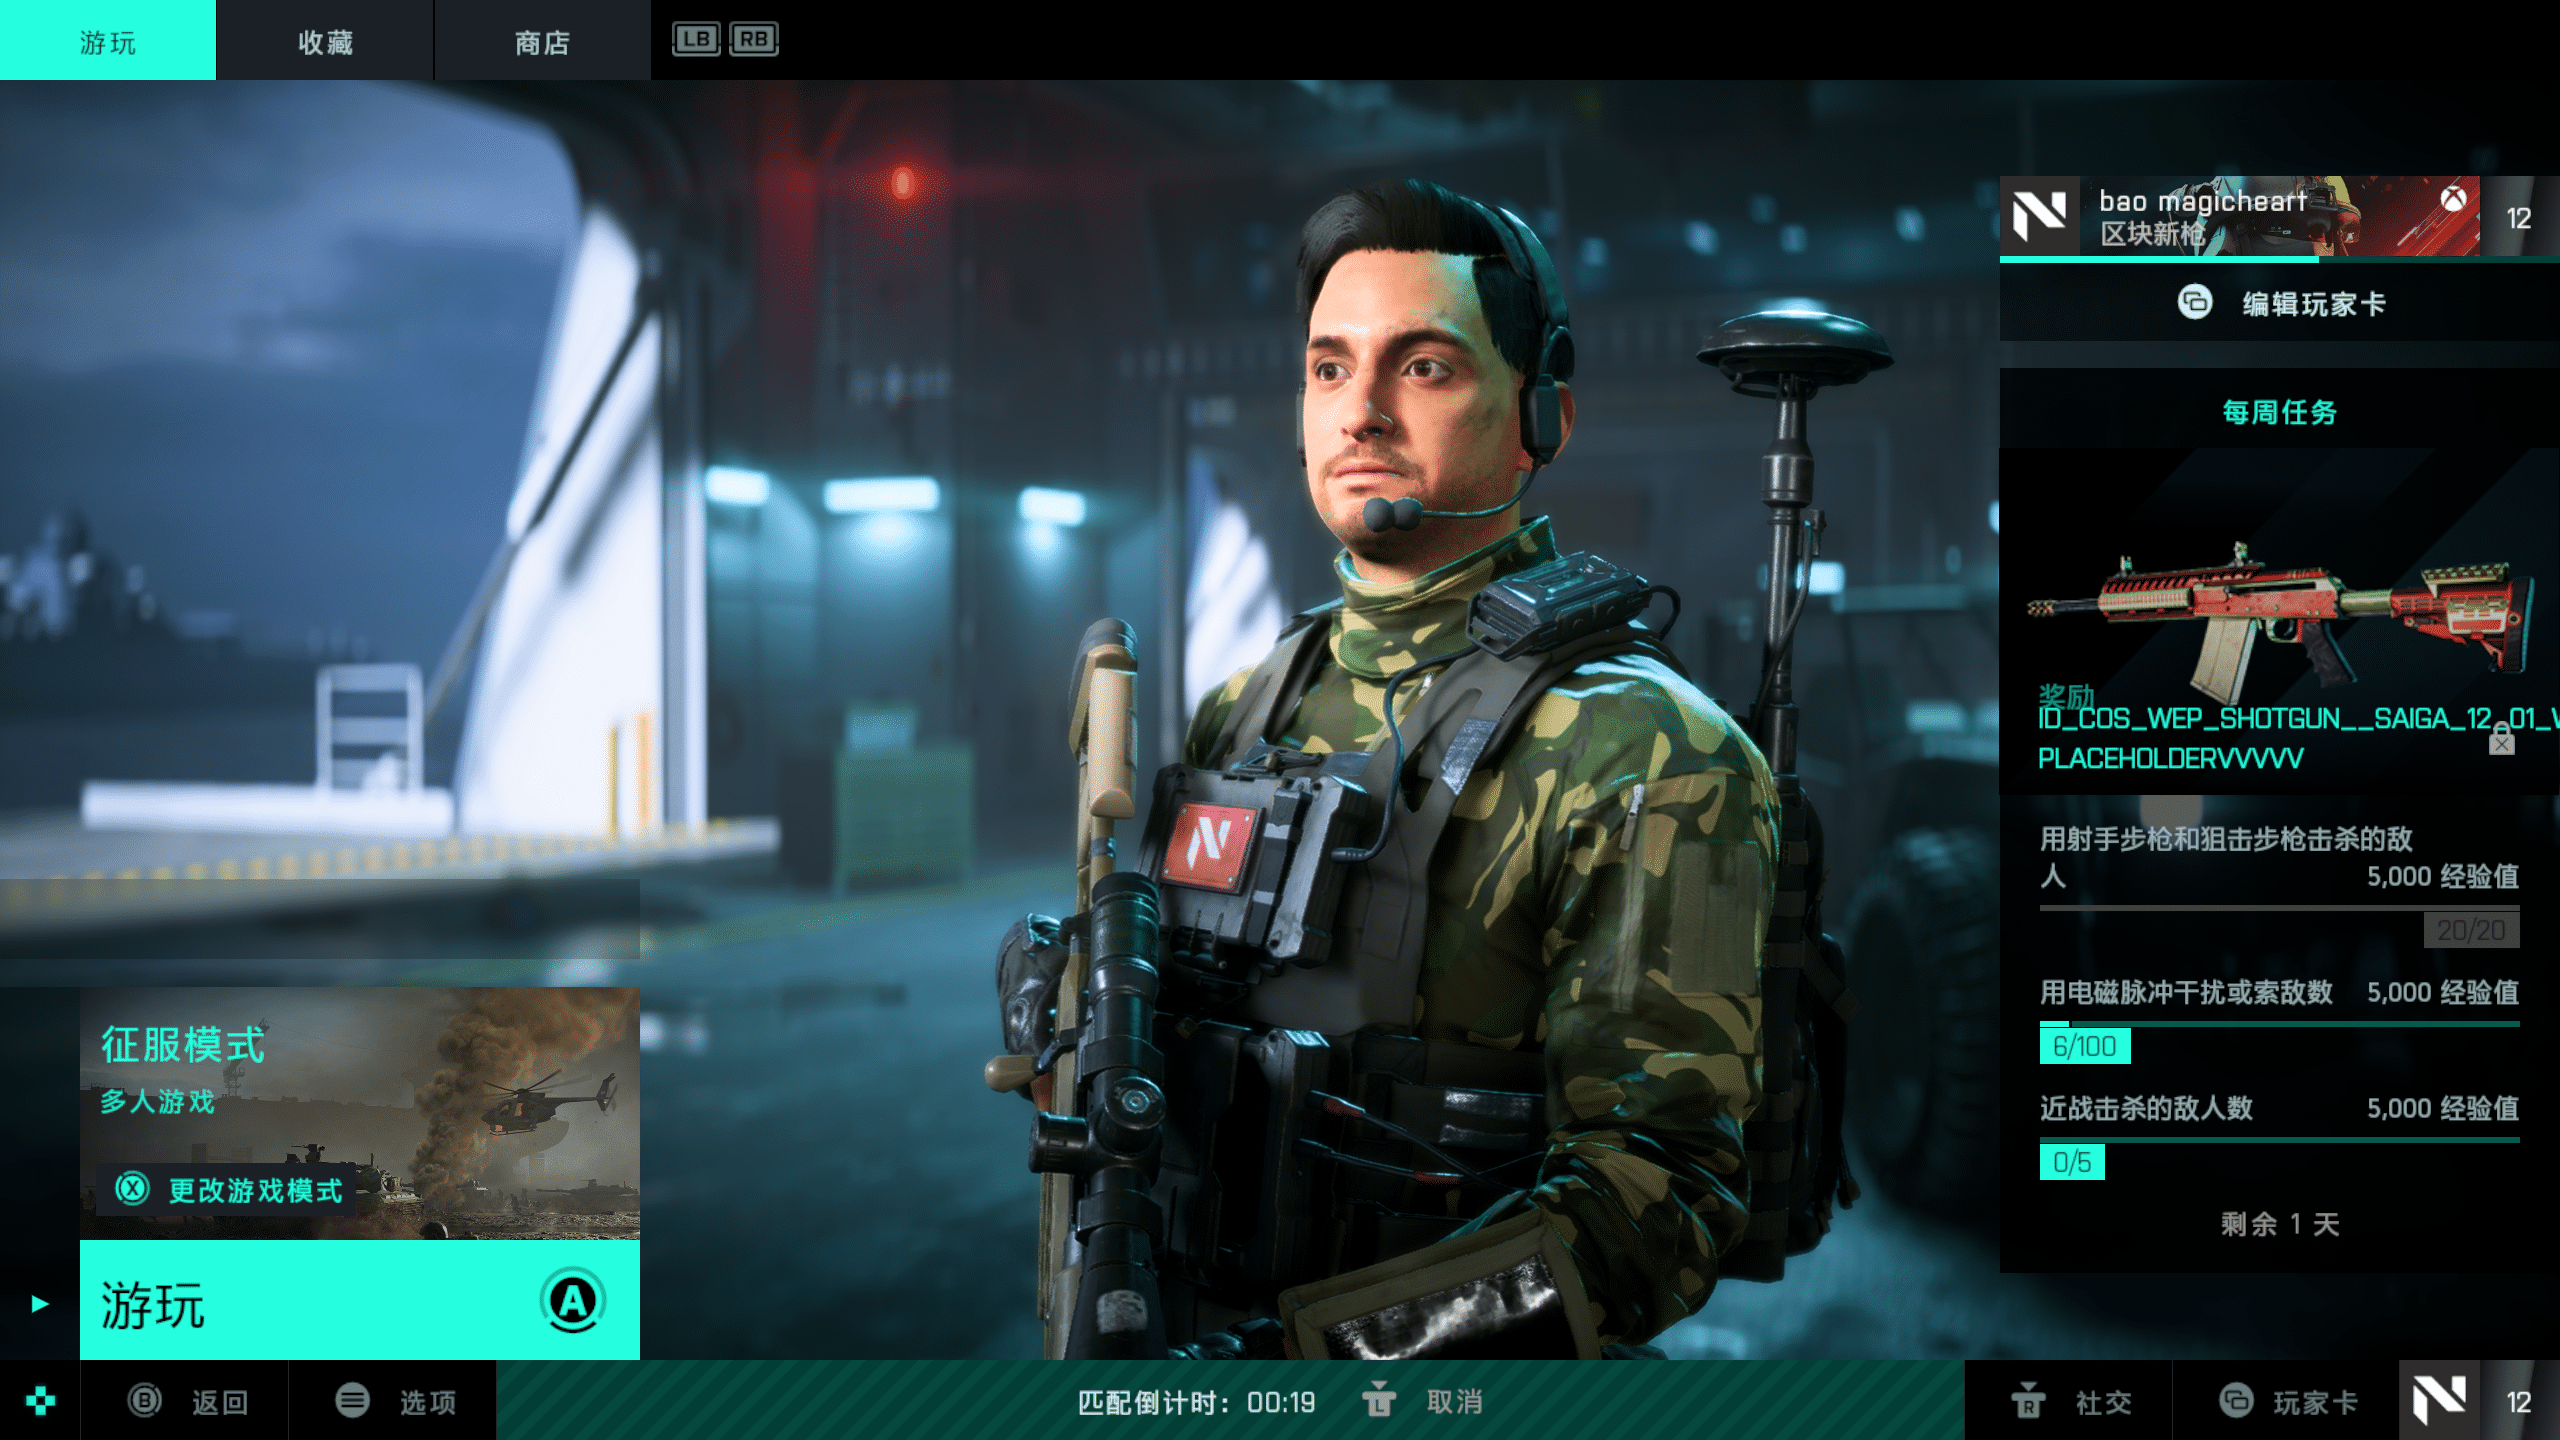 游玩
收藏
商店
LB
RB
bao magicheart
区块新枪
12
编辑玩家卡
每周任务
奖励
ID_COS_WEP_SHOTGUN__SAIGA_12_01_
PLACEHOLDERVVVVV
用射手步枪和狙击步枪击杀的敌
人
5,000 经验值
20/20
用电磁脉冲干扰或索敌数
5,000 经验值
6/100
近战击杀的敌人数
5,000 经验值
0/5
剩余 1 天
征服模式
多人游戏
X 更改游戏模式
游玩
A
B 返回
选项
匹配倒计时：00:19
L 取消
R 社交
玩家卡
12